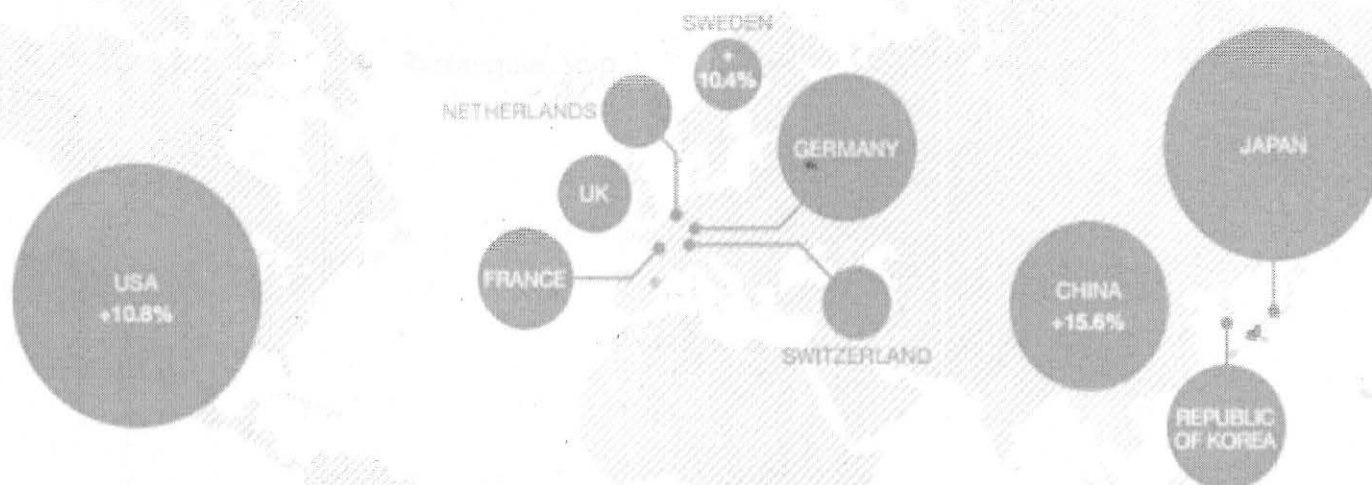 SWEDEN
+
10.4%
NETHERLANDS
GERMANY
JAPAN
UK
FRANCE
USA
+10.8%
CHINA
+15.6%
SWITZERLAND
REPUBLIC
OF KOREA